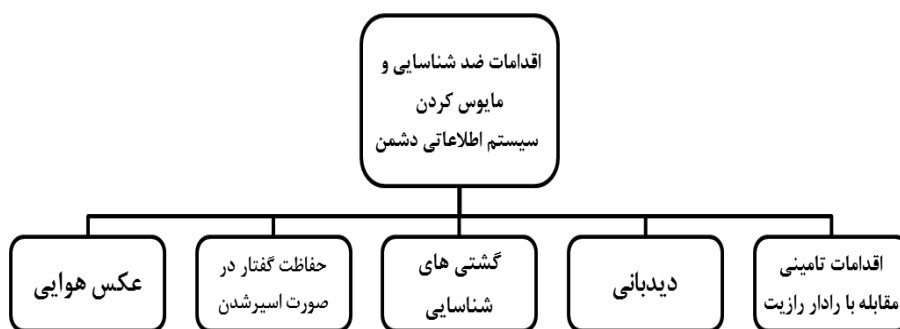 اقدامات ضد شناسایی و
مایوس کردن
سیستم اطلاعاتی دشمن
اقدامات تامینی
مقابله با رادار رازیت
دیدبانی
گشتی های
شناسایی
حفاظت گفتار در
صورت اسیرشدن
عکس هوایی